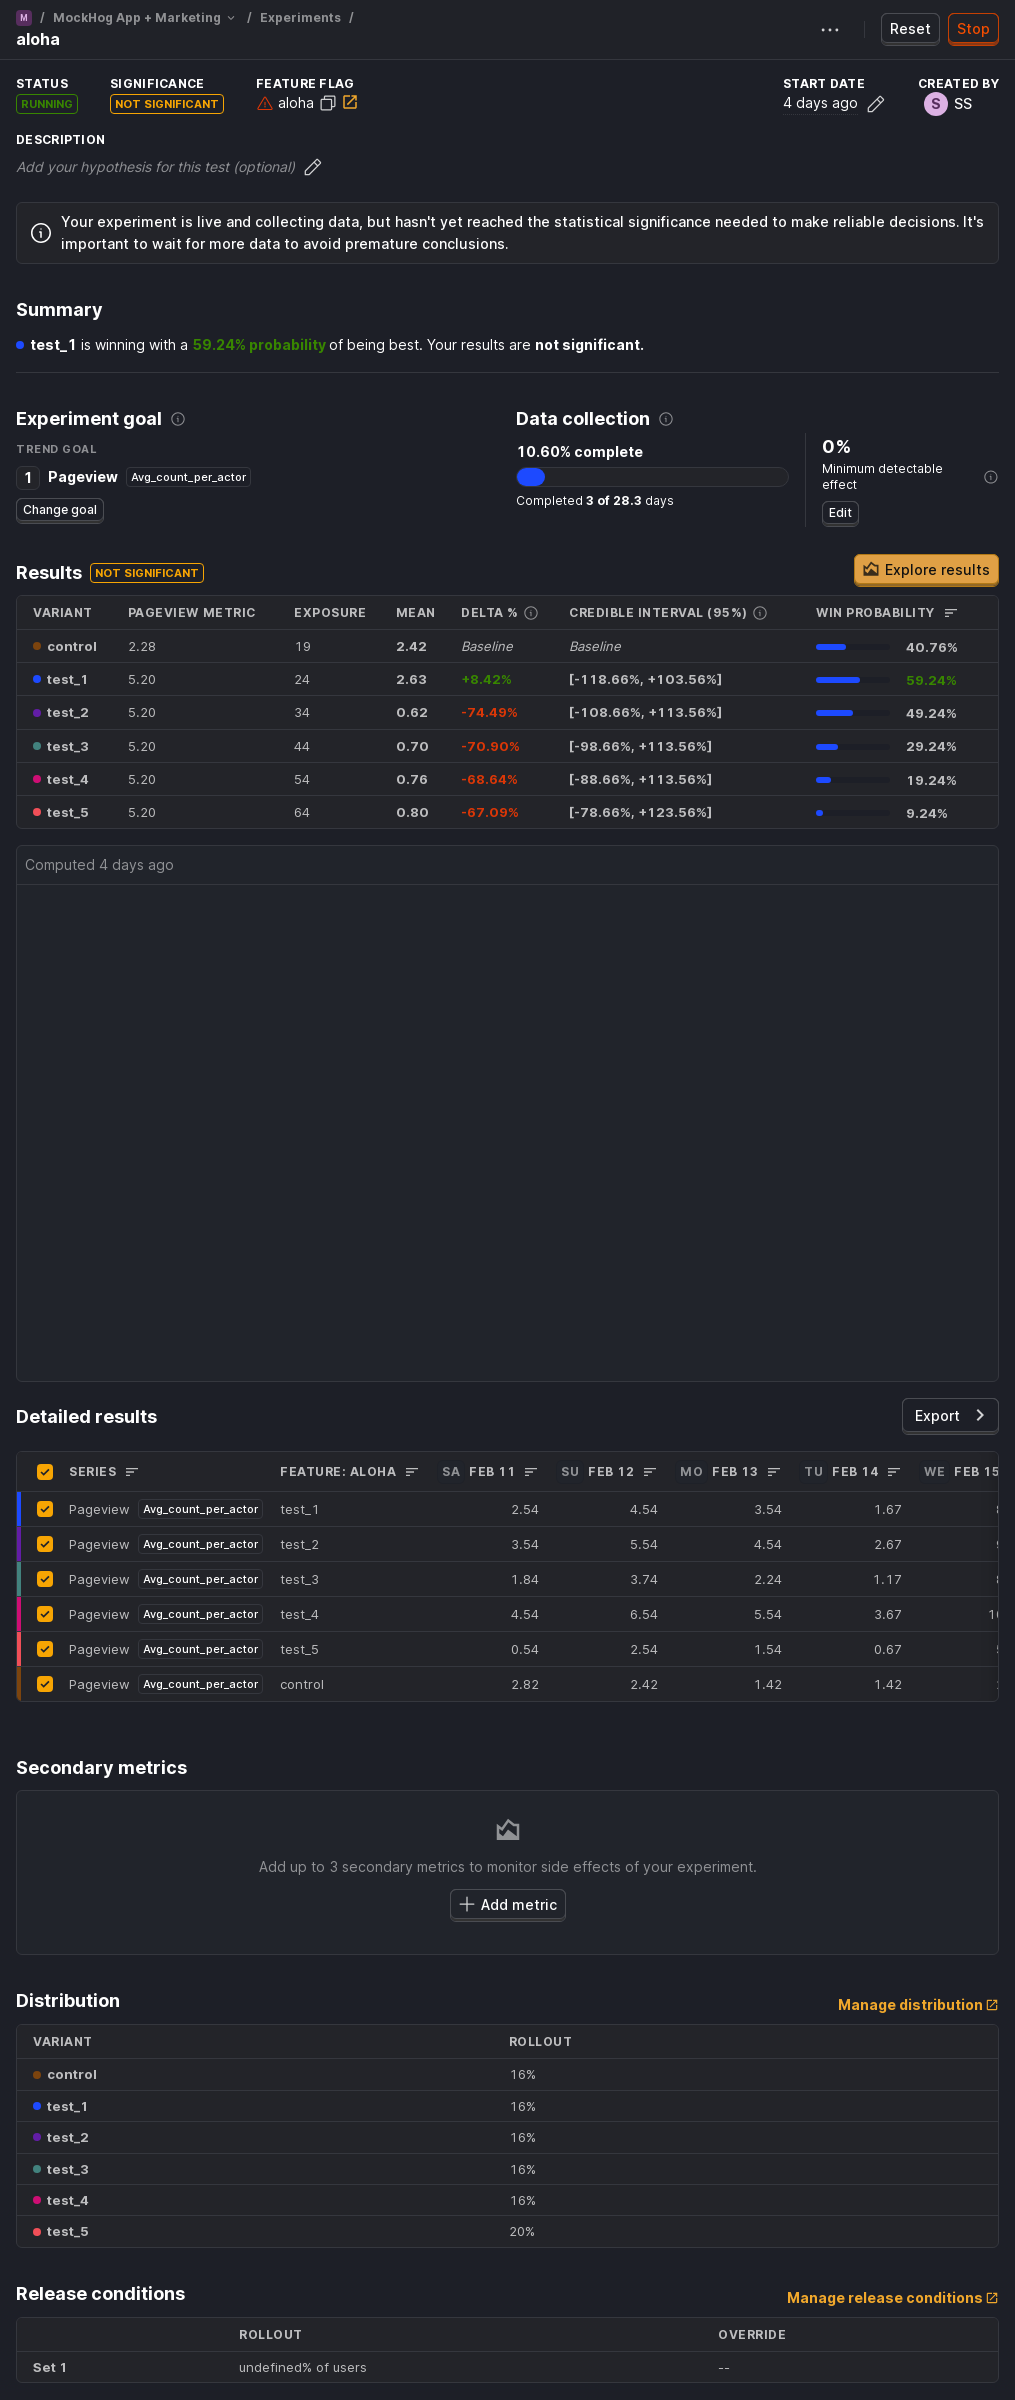 M / MockHog App + Marketing / Experiments /
aloha
Reset Stop
STATUS SIGNIFICANCE FEATURE FLAG START DATE CREATED BY
RUNNING NOT SIGNIFICANT aloha 4 days ago S SS
DESCRIPTION
Add your hypothesis for this test (optional)
Your experiment is live and collecting data, but hasn't yet reached the statistical significance needed to make reliable decisions. It's
important to wait for more data to avoid premature conclusions.
Summary
test_1 is winning with a 59.24% probability of being best. Your results are not significant.
Experiment goal
TREND GOAL
1 Pageview Avg_count_per_actor
Change goal
Data collection
10.60% complete
Completed 3 of 28.3 days
0%
Minimum detectable
effect
Edit
Results NOT SIGNIFICANT Explore results
VARIANT PAGEVIEW METRIC EXPOSURE MEAN DELTA % CREDIBLE INTERVAL (95%) WIN PROBABILITY
control 2.28 19 2.42 Baseline Baseline 40.76%
test_1 5.20 24 2.63 +8.42% [-118.66%, +103.56%] 59.24%
test_2 5.20 34 0.62 -74.49% [-108.66%, +113.56%] 49.24%
test_3 5.20 44 0.70 -70.90% [-98.66%, +113.56%] 29.24%
test_4 5.20 54 0.76 -68.64% [-88.66%, +113.56%] 19.24%
test_5 5.20 64 0.80 -67.09% [-78.66%, +123.56%] 9.24%
Computed 4 days ago
Detailed results Export
SERIES FEATURE: ALOHA SA FEB 11 SU FEB 12 MO FEB 13 TU FEB 14 WE FEB 15
Pageview Avg_count_per_actor test_1 2.54 4.54 3.54 1.67
Pageview Avg_count_per_actor test_2 3.54 5.54 4.54 2.67
Pageview Avg_count_per_actor test_3 1.84 3.74 2.24 1.17
Pageview Avg_count_per_actor test_4 4.54 6.54 5.54 3.67
Pageview Avg_count_per_actor test_5 0.54 2.54 1.54 0.67
Pageview Avg_count_per_actor control 2.82 2.42 1.42 1.42
Secondary metrics
Add up to 3 secondary metrics to monitor side effects of your experiment.
Add metric
Distribution Manage distribution
VARIANT ROLLOUT
control 16%
test_1 16%
test_2 16%
test_3 16%
test_4 16%
test_5 20%
Release conditions Manage release conditions
ROLLOUT OVERRIDE
Set 1 undefined% of users --